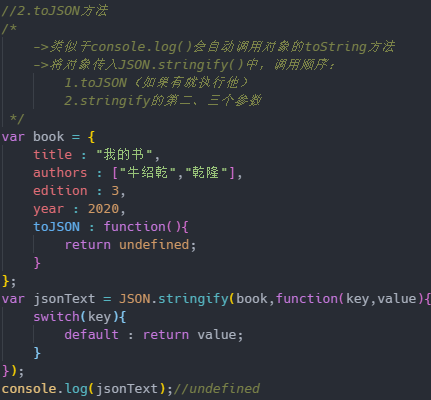 //2.toJSON方法
/*
->类似于console.log()会自动调用对象的toString方法
->将对象传入JSON.stringify()中，调用顺序：
1.toJSON（如果有就执行他）
2.stringify的第二、三个参数
*/
var book = {
title : "我的书",
authors : ["牛绍乾","乾隆"],
edition : 3,
year : 2020,
toJSON : function(){
return undefined;
}
};
var jsonText = JSON.stringify(book,function(key,value){
switch(key){
default : return value;
}
});
console.log(jsonText);//undefined